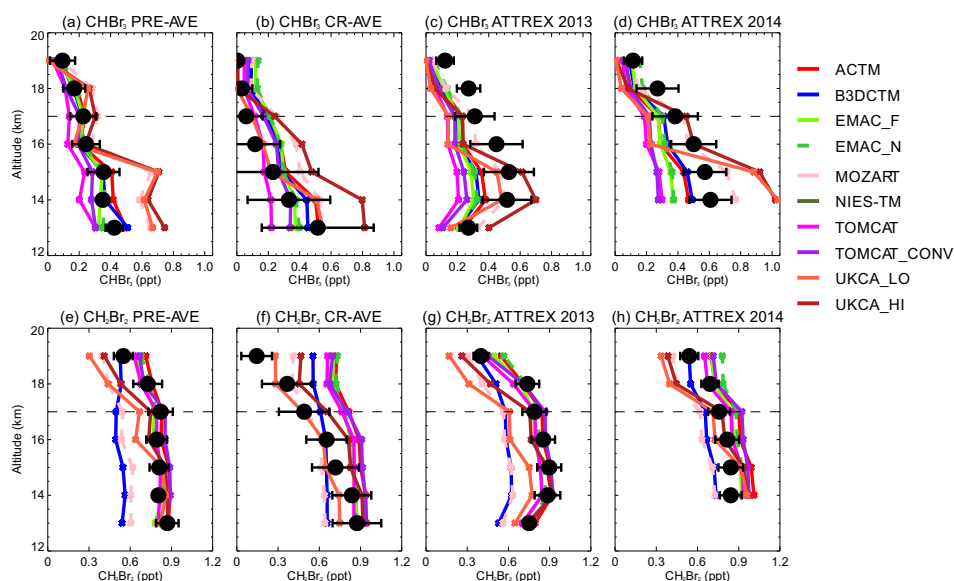 (a) CHBr₃ PRE-AVE
(b) CHBr₃ CR-AVE
(c) CHBr₃ ATTREX 2013
(d) CHBr₃ ATTREX 2014
20
18
16
14
12
Altitude (km)
0 0.2 0.4 0.6 0.8 1.0
0 0.2 0.4 0.6 0.8 1.0
0 0.2 0.4 0.6 0.8 1.0
0 0.2 0.4 0.6 0.8 1.0
CHBr₃ (ppt)
CHBr₃ (ppt)
CHBr₃ (ppt)
CHBr₃ (ppt)
ACTM
B3DCTM
EMAC_F
EMAC_N
MOZART
NIES-TM
TOMCAT
TOMCAT_CONV
UKCA_LO
UKCA_HI
(e) CH₂Br₂ PRE-AVE
(f) CH₂Br₂ CR-AVE
(g) CH₂Br₂ ATTREX 2013
(h) CH₂Br₂ ATTREX 2014
20
18
16
14
12
Altitude (km)
0 0.3 0.6 0.9 1.2
0 0.3 0.6 0.9 1.2
0 0.3 0.6 0.9 1.2
0 0.3 0.6 0.9 1.2
CH₂Br₂ (ppt)
CH₂Br₂ (ppt)
CH₂Br₂ (ppt)
CH₂Br₂ (ppt)